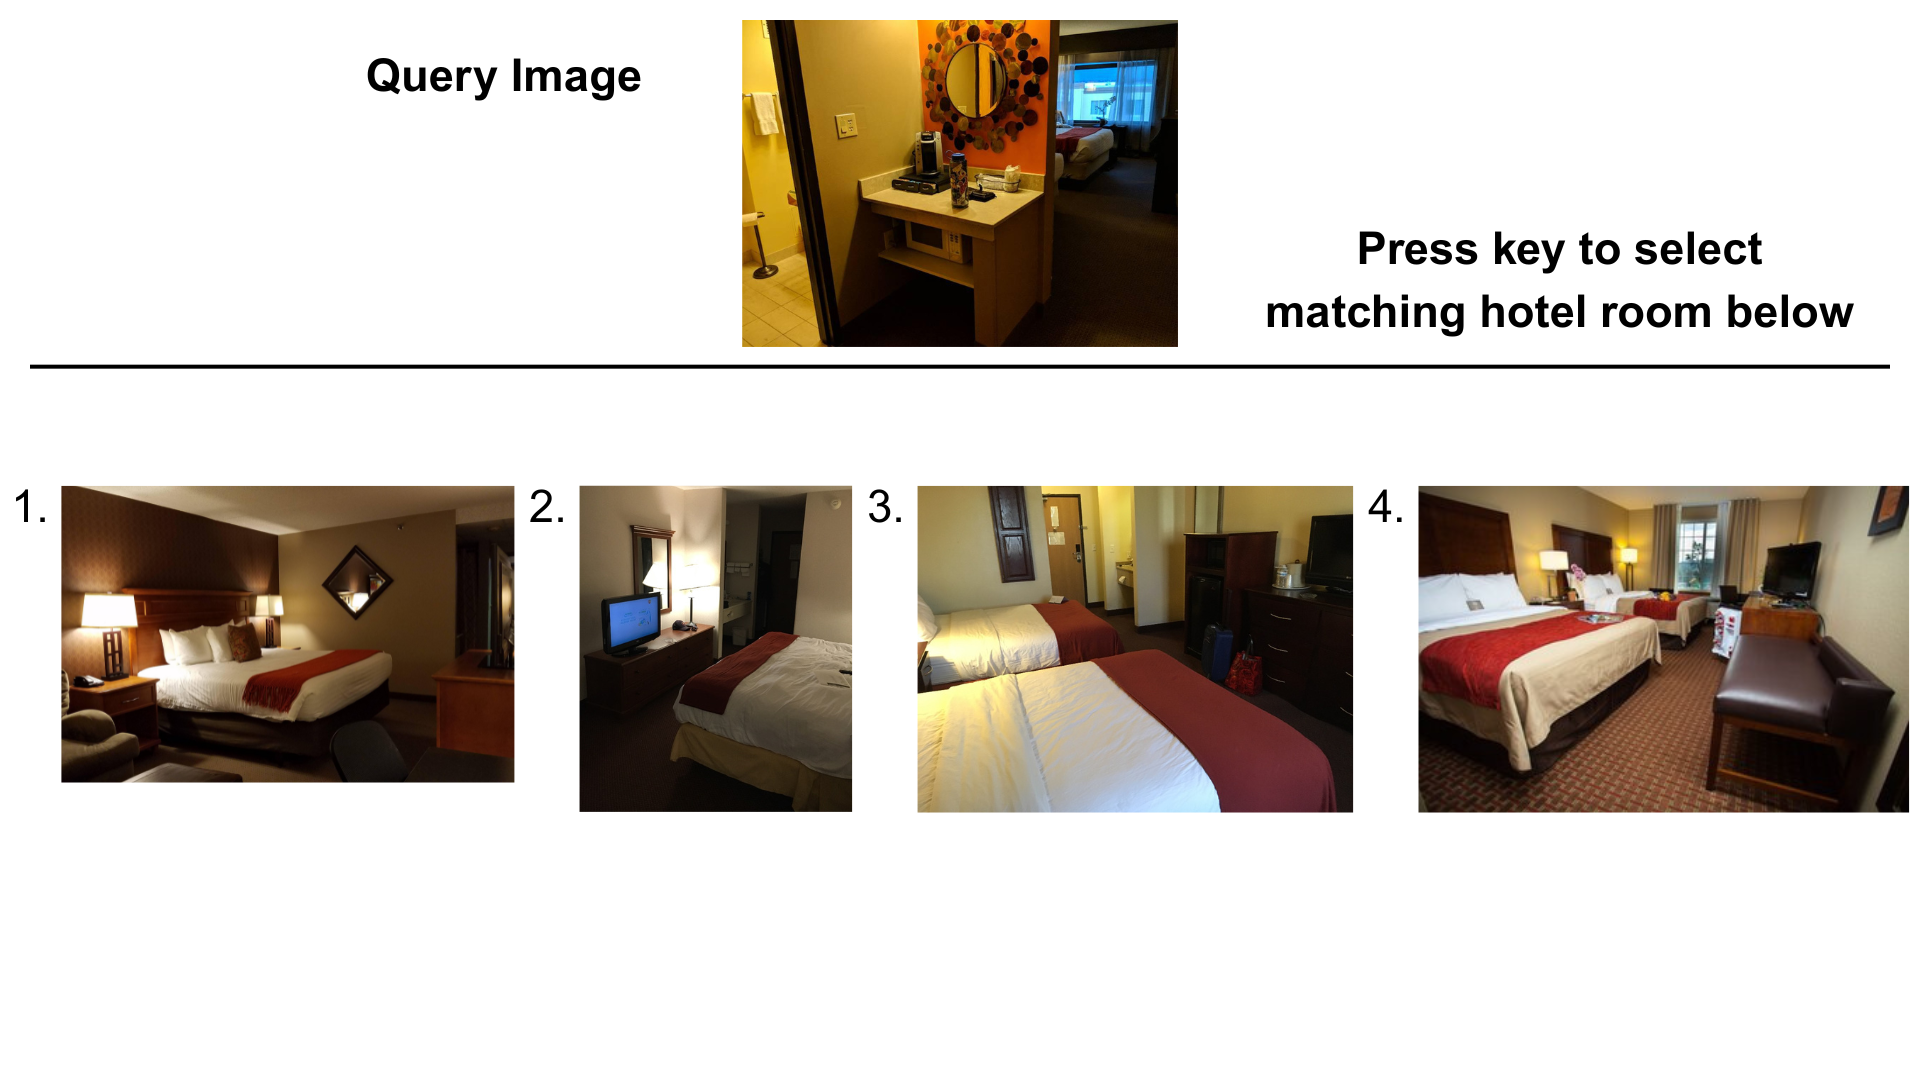 Query Image
Press key to select
matching hotel room below
1.
2.
3.
4.